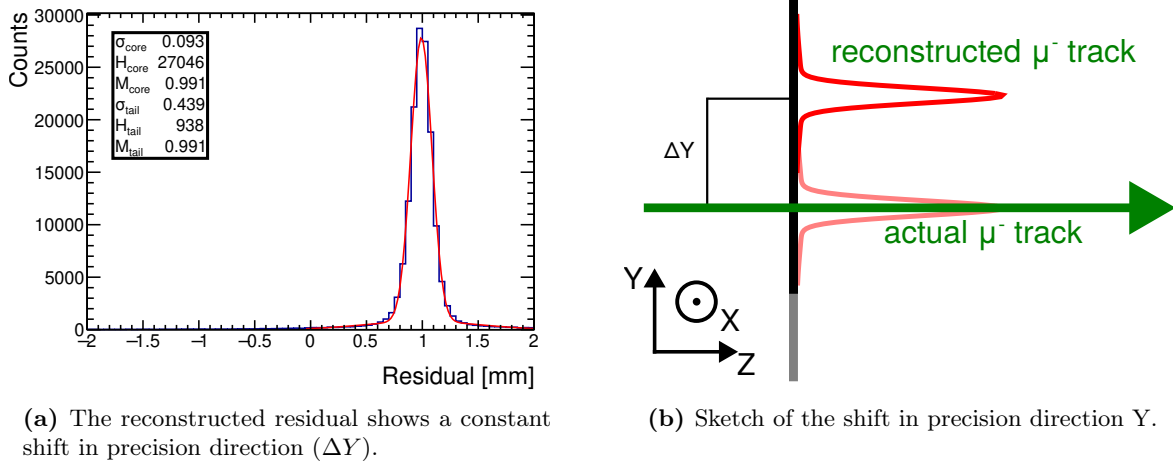 Counts
30000
25000
20000
15000
10000
5000
0
σcore 0.093
Hcore 27046
Mcore 0.991
σtail 0.439
Htail 938
Mtail 0.991
−2 −1.5 −1 −0.5 0 0.5 1 1.5 2
Residual [mm]
(a) The reconstructed residual shows a constant
shift in precision direction (ΔY).
reconstructed μ- track
ΔY
actual μ- track
Y
X
Z
(b) Sketch of the shift in precision direction Y.